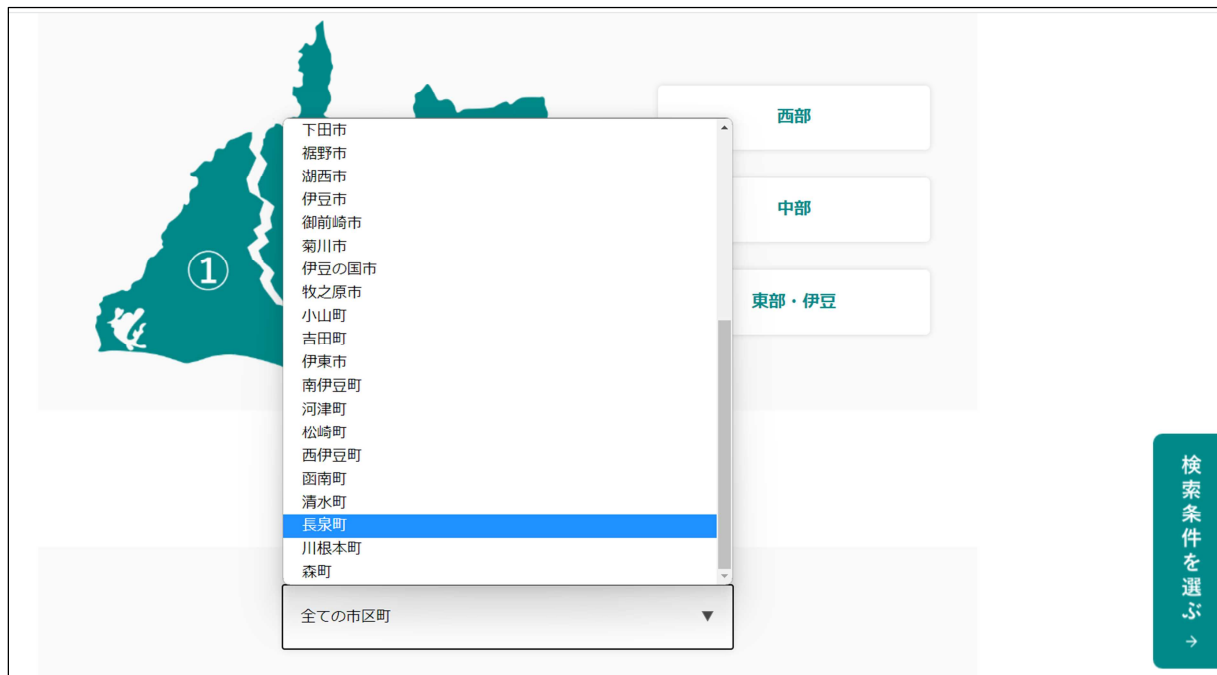 ①
西部
中部
東部・伊豆
下田市
裾野市
湖西市
伊豆市
御前崎市
菊川市
伊豆の国市
牧之原市
小山町
吉田町
伊東市
南伊豆町
河津町
松崎町
西伊豆町
函南町
清水町
長泉町
川根本町
森町
全ての市区町
▼
検索条件を選ぶ→